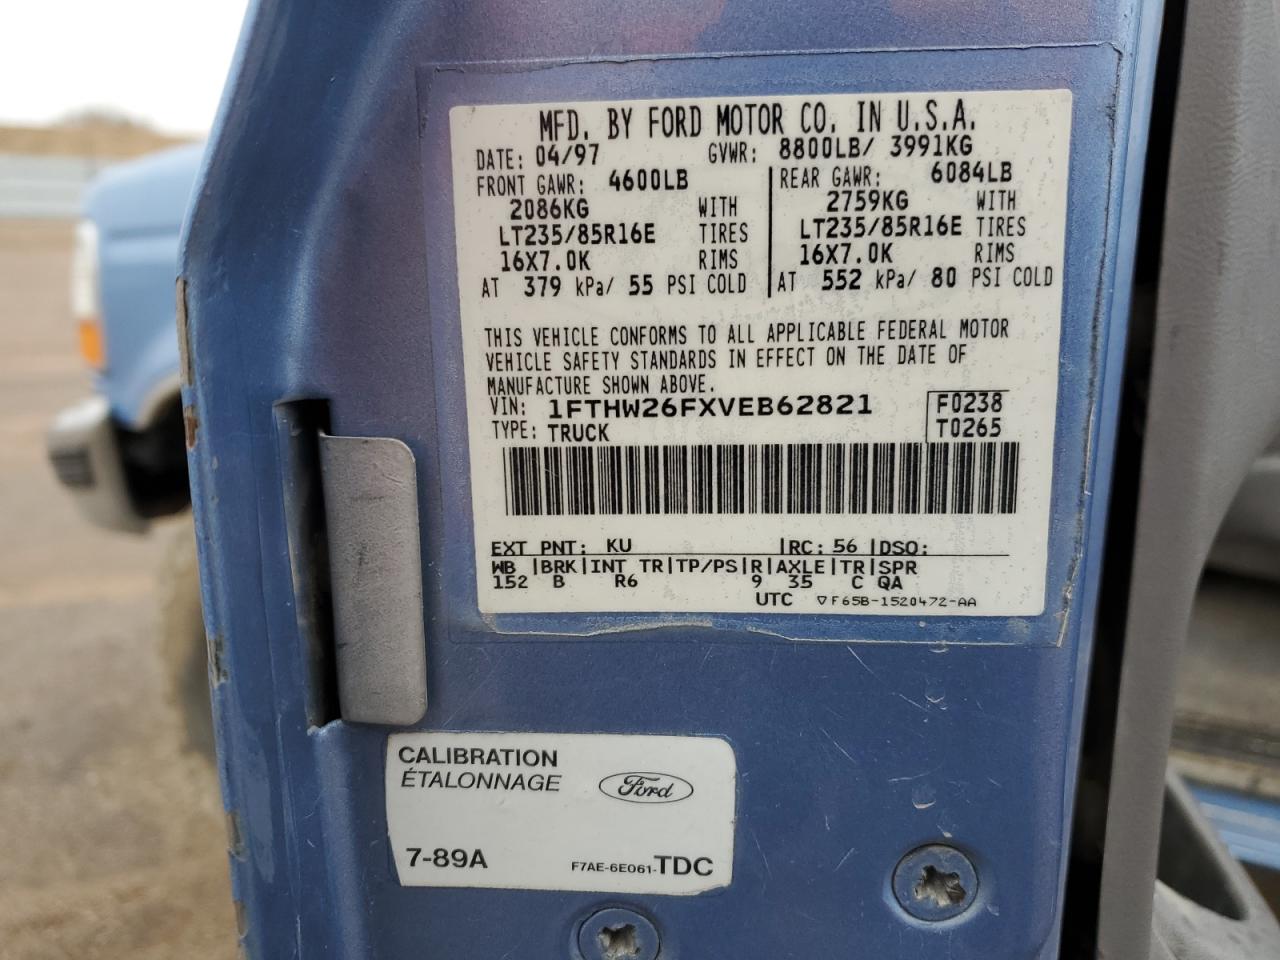 MFD. BY FORD MOTOR CO. IN U.S.A.
DATE: 04/97 GVWR: 8800LB/ 3991KG
FRONT GAWR: 4600LB REAR GAWR: 6084LB
2086KG WITH 2759KG WITH
LT235/85R16E TIRES LT235/85R16E TIRES
16X7.0K RIMS 16X7.0K RIMS
AT 379 kPa/ 55 PSI COLD AT 552 kPa/ 80 PSI COLD
THIS VEHICLE CONFORMS TO ALL APPLICABLE FEDERAL MOTOR
VEHICLE SAFETY STANDARDS IN EFFECT ON THE DATE OF
MANUFACTURE SHOWN ABOVE.
VIN: 1FTHW26FXVEB62821 F0238
TYPE: TRUCK T0265
EXT PNT: KU RC: 56 DSO:
WB BRK INT TR TP/PS R AXLE TR SPR
152 B R6 9 35 C QA
UTC ▽F65B-1520472-AA
CALIBRATION
ÉTALONNAGE Ford
7-89A F7AE-6E061-TDC